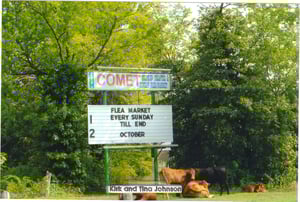 COMET
FLEA MARKET
1 EVERY SUNDAY
TILL END
2 OCTOBER
Kirk and Tina Johnson